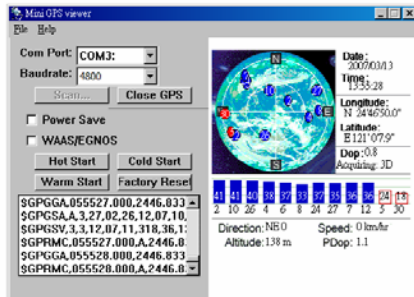 Mini GPS viewer
File Help
Com Port: COM3:
Baudrate: 4800
Scan... Close GPS
Power Save
WAAS/EGNOS
Hot Start Cold Start
Warm Start Factory Reset
$GPGGA,055527.000,2446.833
$GPGSA,A,3,27,02,26,12,07,10,
$GPGSV,3,3,12,07,11,318,36,1
$GPRMC,055527.000,A,2446.8
$GPGGA,055528.000,2446.833
$GPRMC,055528.000,A,2446.8
N
E
S
Date:
2007/03/13
Time:
13:55:28
Longitude:
N 24°46'50.0"
Latitude:
E 121°07'9"
Dop:0.8
Acquiring: 3D
41 41 40 38 37 33 35 35 36 36 24 18
2 10 26 4 6 8 24 27 7 12 5 30
Direction:NE0 Speed: 0 km/hr
Altitude:138 m PDop: 1.1